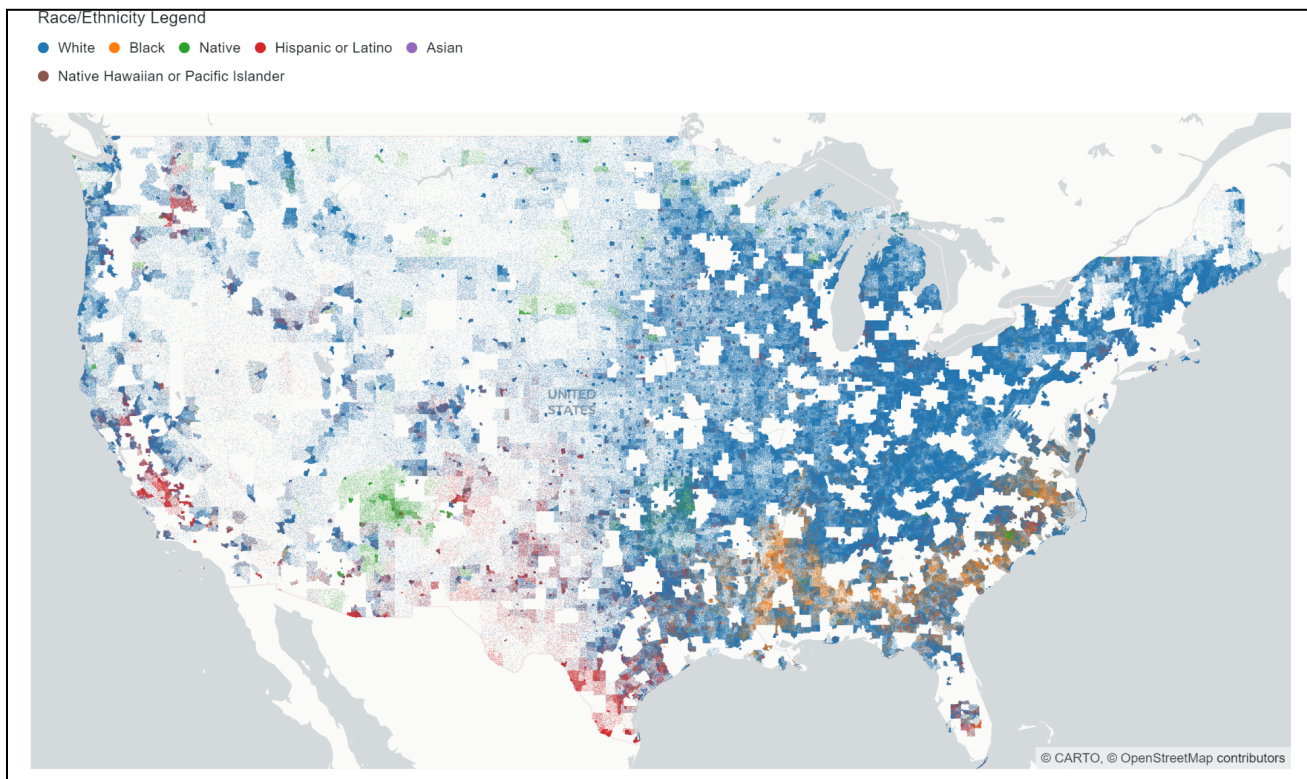 Race/Ethnicity Legend
White Black Native Hispanic or Latino Asian
Native Hawaiian or Pacific Islander
UNITED
STATES
© CARTO, © OpenStreetMap contributors